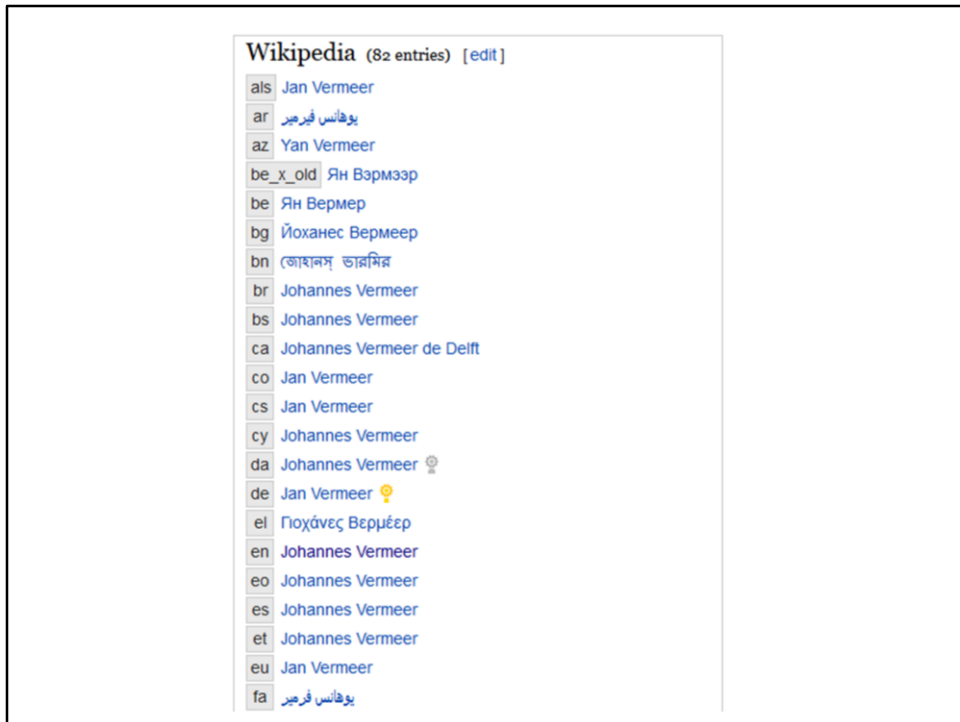 Wikipedia (82 entries) [edit]
als Jan Vermeer
ar يوهانس فيرمير
az Yan Vermeer
be_x_old Ян Вэрмээр
be Ян Вермер
bg Йоханес Вермеер
bn জোহানস্ ভারমির
br Johannes Vermeer
bs Johannes Vermeer
ca Johannes Vermeer de Delft
co Jan Vermeer
cs Jan Vermeer
cy Johannes Vermeer
da Johannes Vermeer
de Jan Vermeer
el Γιοχάνες Βερμέερ
en Johannes Vermeer
eo Johannes Vermeer
es Johannes Vermeer
et Johannes Vermeer
eu Jan Vermeer
fa یوهانس فرمیر